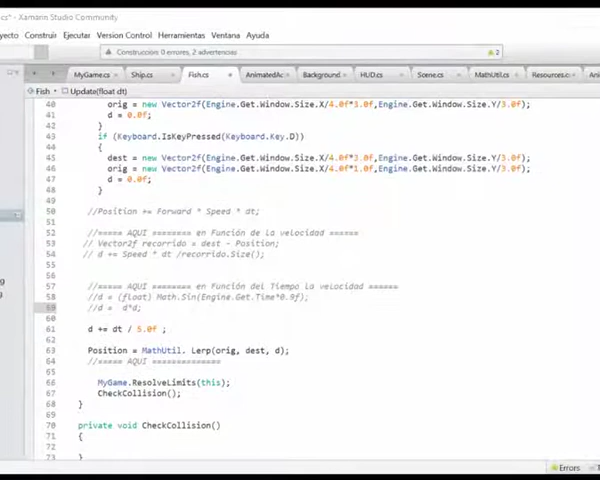 cs* - Xamarin Studio Community
yecto Construir Ejecutar Version Control Herramientas Ventana Ayuda
Construcción: 0 errores, 2 advertencias 2
MyGame.cs Ship.cs Fish.cs AnimatedAc Background. HUD.cs Scene.cs MathUtil.cs Resources.c Ani
Fish Update(float dt)
40 orig = new Vector2f(Engine.Get.Window.Size.X/4.0f*3.0f,Engine.Get.Window.Size.Y/3.0f);
41 d = 0.0f;
42 }
43 if (Keyboard.IsKeyPressed(Keyboard.Key.D))
44 {
45 dest = new Vector2f(Engine.Get.Window.Size.X/4.0f*3.0f,Engine.Get.Window.Size.Y/3.0f);
46 orig = new Vector2f(Engine.Get.Window.Size.X/4.0f*1.0f,Engine.Get.Window.Size.Y/3.0f);
47 d = 0.0f;
48 }
49
50 //Position += Forward * Speed * dt;
51
52 //===== AQUI ======== en Función de la velocidad ======
53 // Vector2f recorrido = dest - Position;
54 // d += Speed * dt /recorrido.Size();
55
56
57 //===== AQUI ======== en Función del Tiempo la velocidad ======
58 //d = (float) Math.Sin(Engine.Get.Time*0.9f);
59 //d = d*d;
60
61 d += dt / 5.0f ;
62
63 Position = MathUtil. Lerp(orig, dest, d);
64 //===== AQUI ==============
65
66 MyGame.ResolveLimits(this);
67 CheckCollision();
68 }
69
70 private void CheckCollision()
71 {
72
73 }
Errors